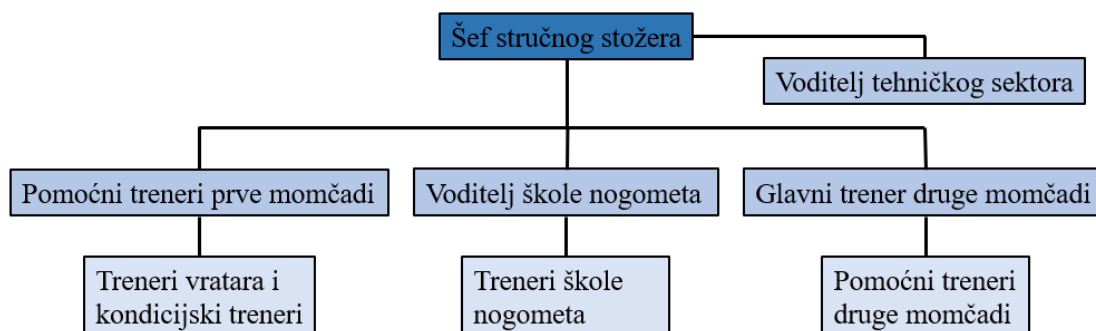 Šef stručnog stožera
Voditelj tehničkog sektora
Pomoćni treneri prve momčadi
Voditelj škole nogometa
Glavni trener druge momčadi
Treneri vratara i
kondicijski treneri
Treneri škole
nogometa
Pomoćni treneri
druge momčadi